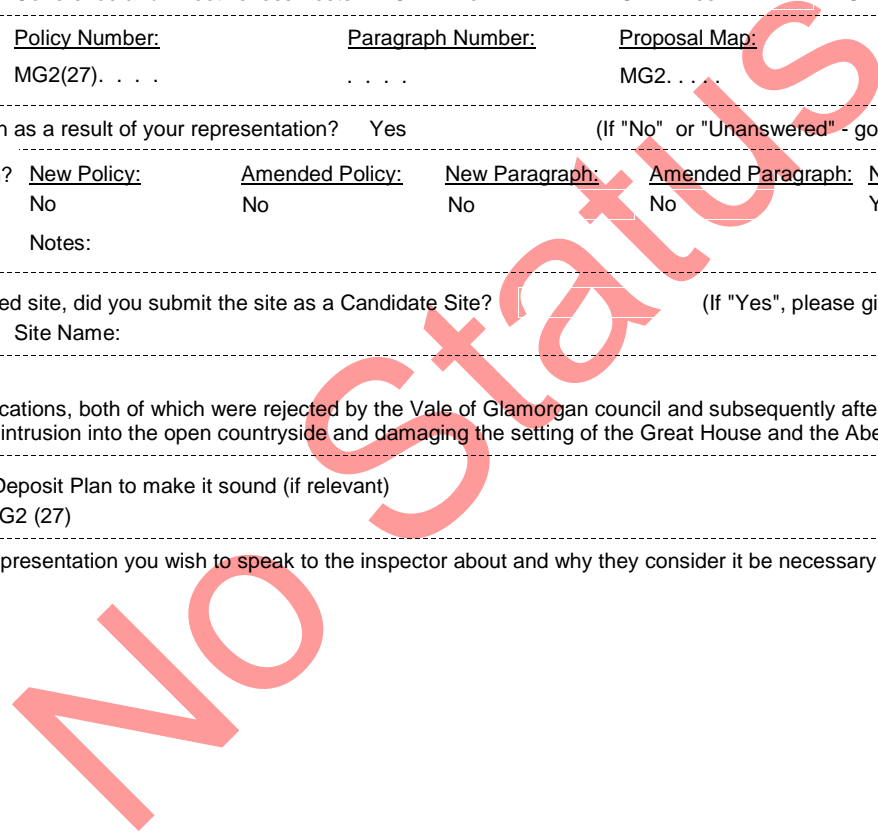 Policy Number: Paragraph Number: Proposal Map:
MG2(27). . . . . . . . MG2. . . . .
as a result of your representation? Yes (If "No" or "Unanswered" - go
? New Policy: Amended Policy: New Paragraph: Amended Paragraph:
No No No No
Notes:
ed site, did you submit the site as a Candidate Site? (If "Yes", please gi
Site Name:
cations, both of which were rejected by the Vale of Glamorgan council and subsequently afte
intrusion into the open countryside and damaging the setting of the Great House and the Abe
Deposit Plan to make it sound (if relevant)
G2 (27)
presentation you wish to speak to the inspector about and why they consider it be necessary
No Status